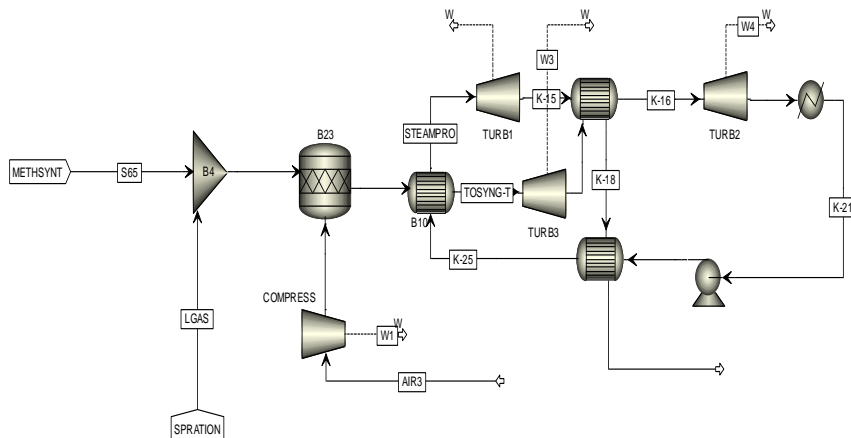 W
W
W
W3
W4
K-15
K-16
TURB1
TURB2
STEAMPRO
B23
METHSYNT
S65
B4
K-18
TOSYNG-T
B10
TURB3
K-21
K-25
COMPRESS
LGAS
W
W1
AIR3
SPRATION